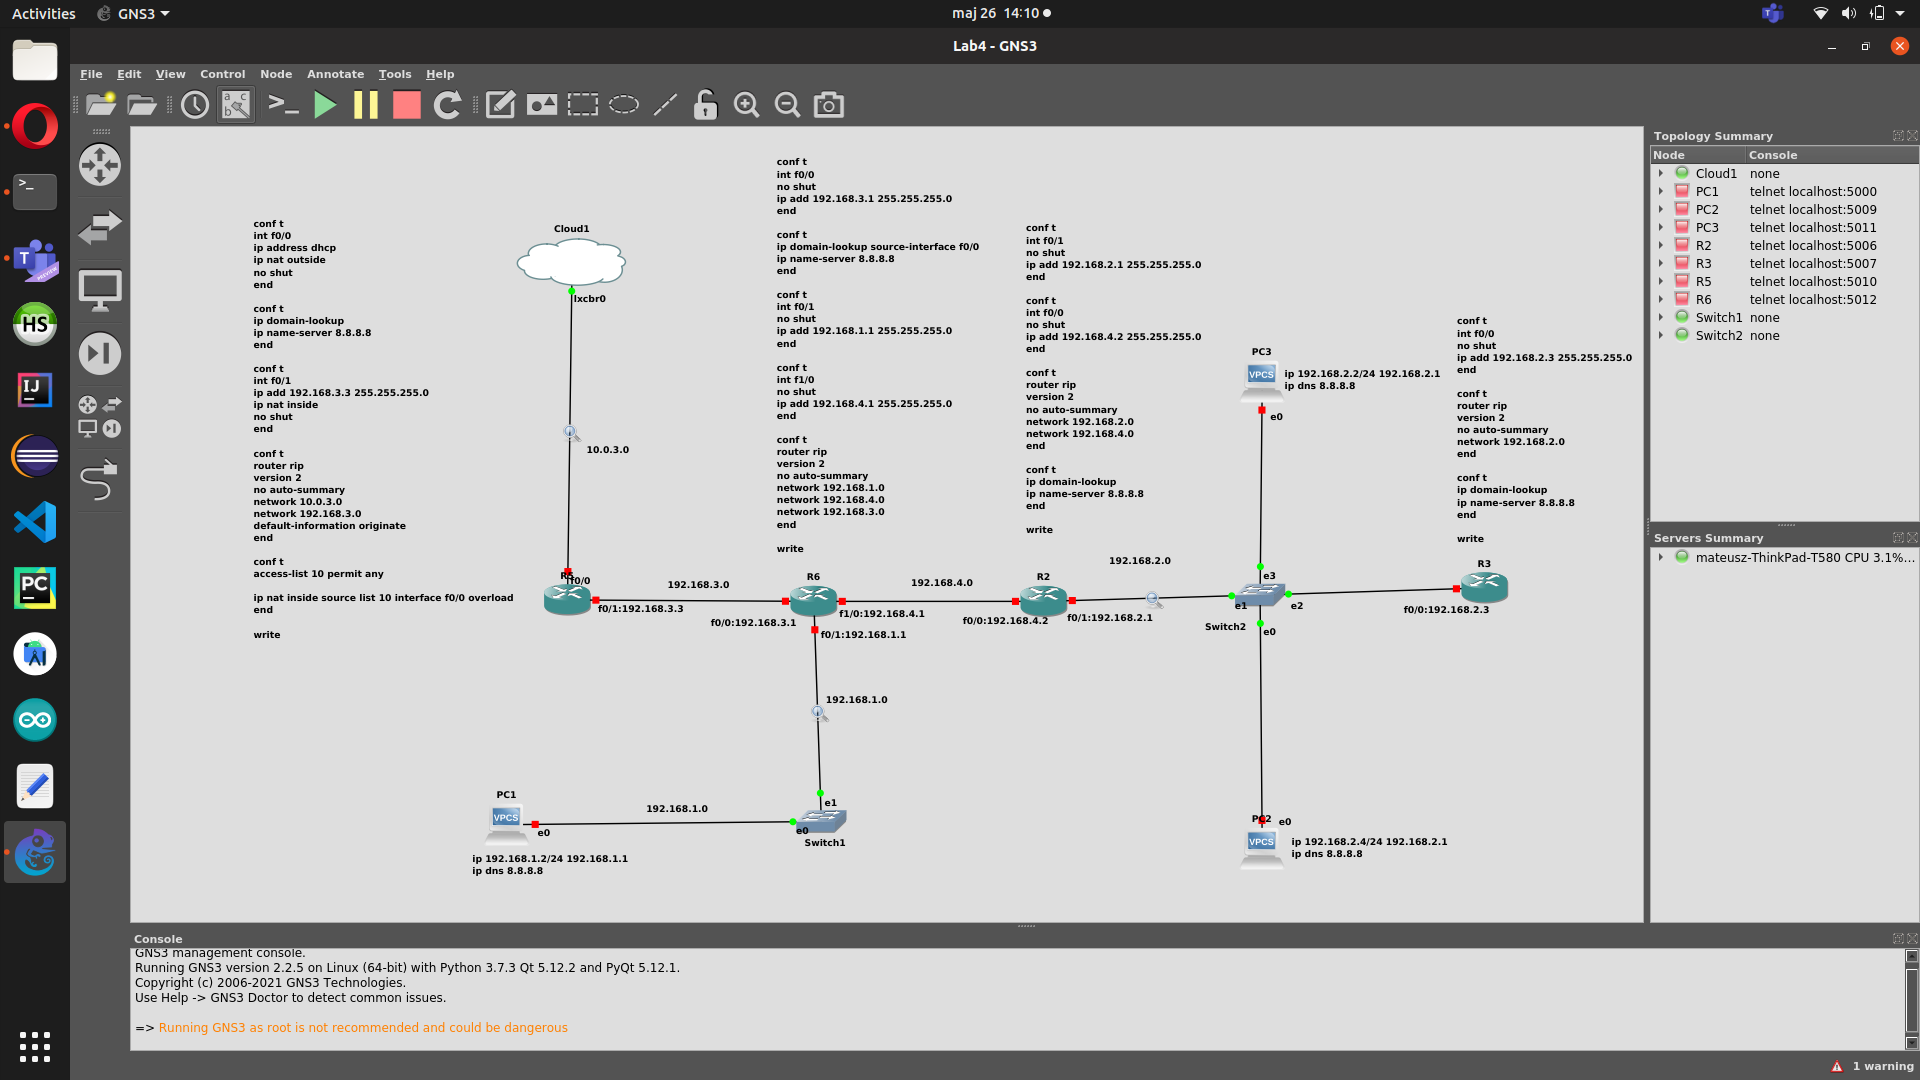 Activities
GNS3
maj 26 14:10
Lab4 - GNS3
File Edit View Control Node Annotate Tools Help
conf t
int f0/0
ip address dhcp
ip nat outside
no shut
end
conf t
ip domain-lookup
ip name-server 8.8.8.8
end
conf t
int f0/1
ip add 192.168.3.3 255.255.255.0
ip nat inside
no shut
end
conf t
router rip
version 2
no auto-summary
network 10.0.3.0
network 192.168.3.0
default-information originate
end
conf t
access-list 10 permit any
ip nat inside source list 10 interface f0/0 overload
end
write
Cloud1
lxcbr0
10.0.3.0
R5
f0/0
f0/1:192.168.3.3
192.168.3.0
conf t
int f0/0
no shut
ip add 192.168.3.1 255.255.255.0
end
conf t
ip domain-lookup source-interface f0/0
ip name-server 8.8.8.8
end
conf t
int f0/1
no shut
ip add 192.168.1.1 255.255.255.0
end
conf t
int f1/0
no shut
ip add 192.168.4.1 255.255.255.0
end
conf t
router rip
version 2
no auto-summary
network 192.168.1.0
network 192.168.4.0
network 192.168.3.0
end
write
R6
f0/0:192.168.3.1
f1/0:192.168.4.1
f0/1:192.168.1.1
192.168.4.0
192.168.1.0
conf t
int f0/1
no shut
ip add 192.168.2.1 255.255.255.0
end
conf t
int f0/0
no shut
ip add 192.168.4.2 255.255.255.0
end
conf t
router rip
version 2
no auto-summary
network 192.168.2.0
network 192.168.4.0
end
conf t
ip domain-lookup
ip name-server 8.8.8.8
end
write
R2
f0/0:192.168.4.2
f0/1:192.168.2.1
192.168.2.0
PC3
VPCS
ip 192.168.2.2/24 192.168.2.1
ip dns 8.8.8.8
e0
e3
e1
e2
e0
Switch2
conf t
int f0/0
no shut
ip add 192.168.2.3 255.255.255.0
end
conf t
router rip
version 2
no auto-summary
network 192.168.2.0
end
conf t
ip domain-lookup
ip name-server 8.8.8.8
end
write
R3
f0/0:192.168.2.3
PC1
VPCS
e0
192.168.1.0
ip 192.168.1.2/24 192.168.1.1
ip dns 8.8.8.8
e1
e0
Switch1
PC2
e0
VPCS
ip 192.168.2.4/24 192.168.2.1
ip dns 8.8.8.8
Topology Summary
Node Console
Cloud1 none
PC1 telnet localhost:5000
PC2 telnet localhost:5009
PC3 telnet localhost:5011
R2 telnet localhost:5006
R3 telnet localhost:5007
R5 telnet localhost:5010
R6 telnet localhost:5012
Switch1 none
Switch2 none
Servers Summary
mateusz-ThinkPad-T580 CPU 3.1%...
Console
GNS3 management console.
Running GNS3 version 2.2.5 on Linux (64-bit) with Python 3.7.3 Qt 5.12.2 and PyQt 5.12.1.
Copyright (c) 2006-2021 GNS3 Technologies.
Use Help -> GNS3 Doctor to detect common issues.
=> Running GNS3 as root is not recommended and could be dangerous
1 warning
HS
IJ
PC